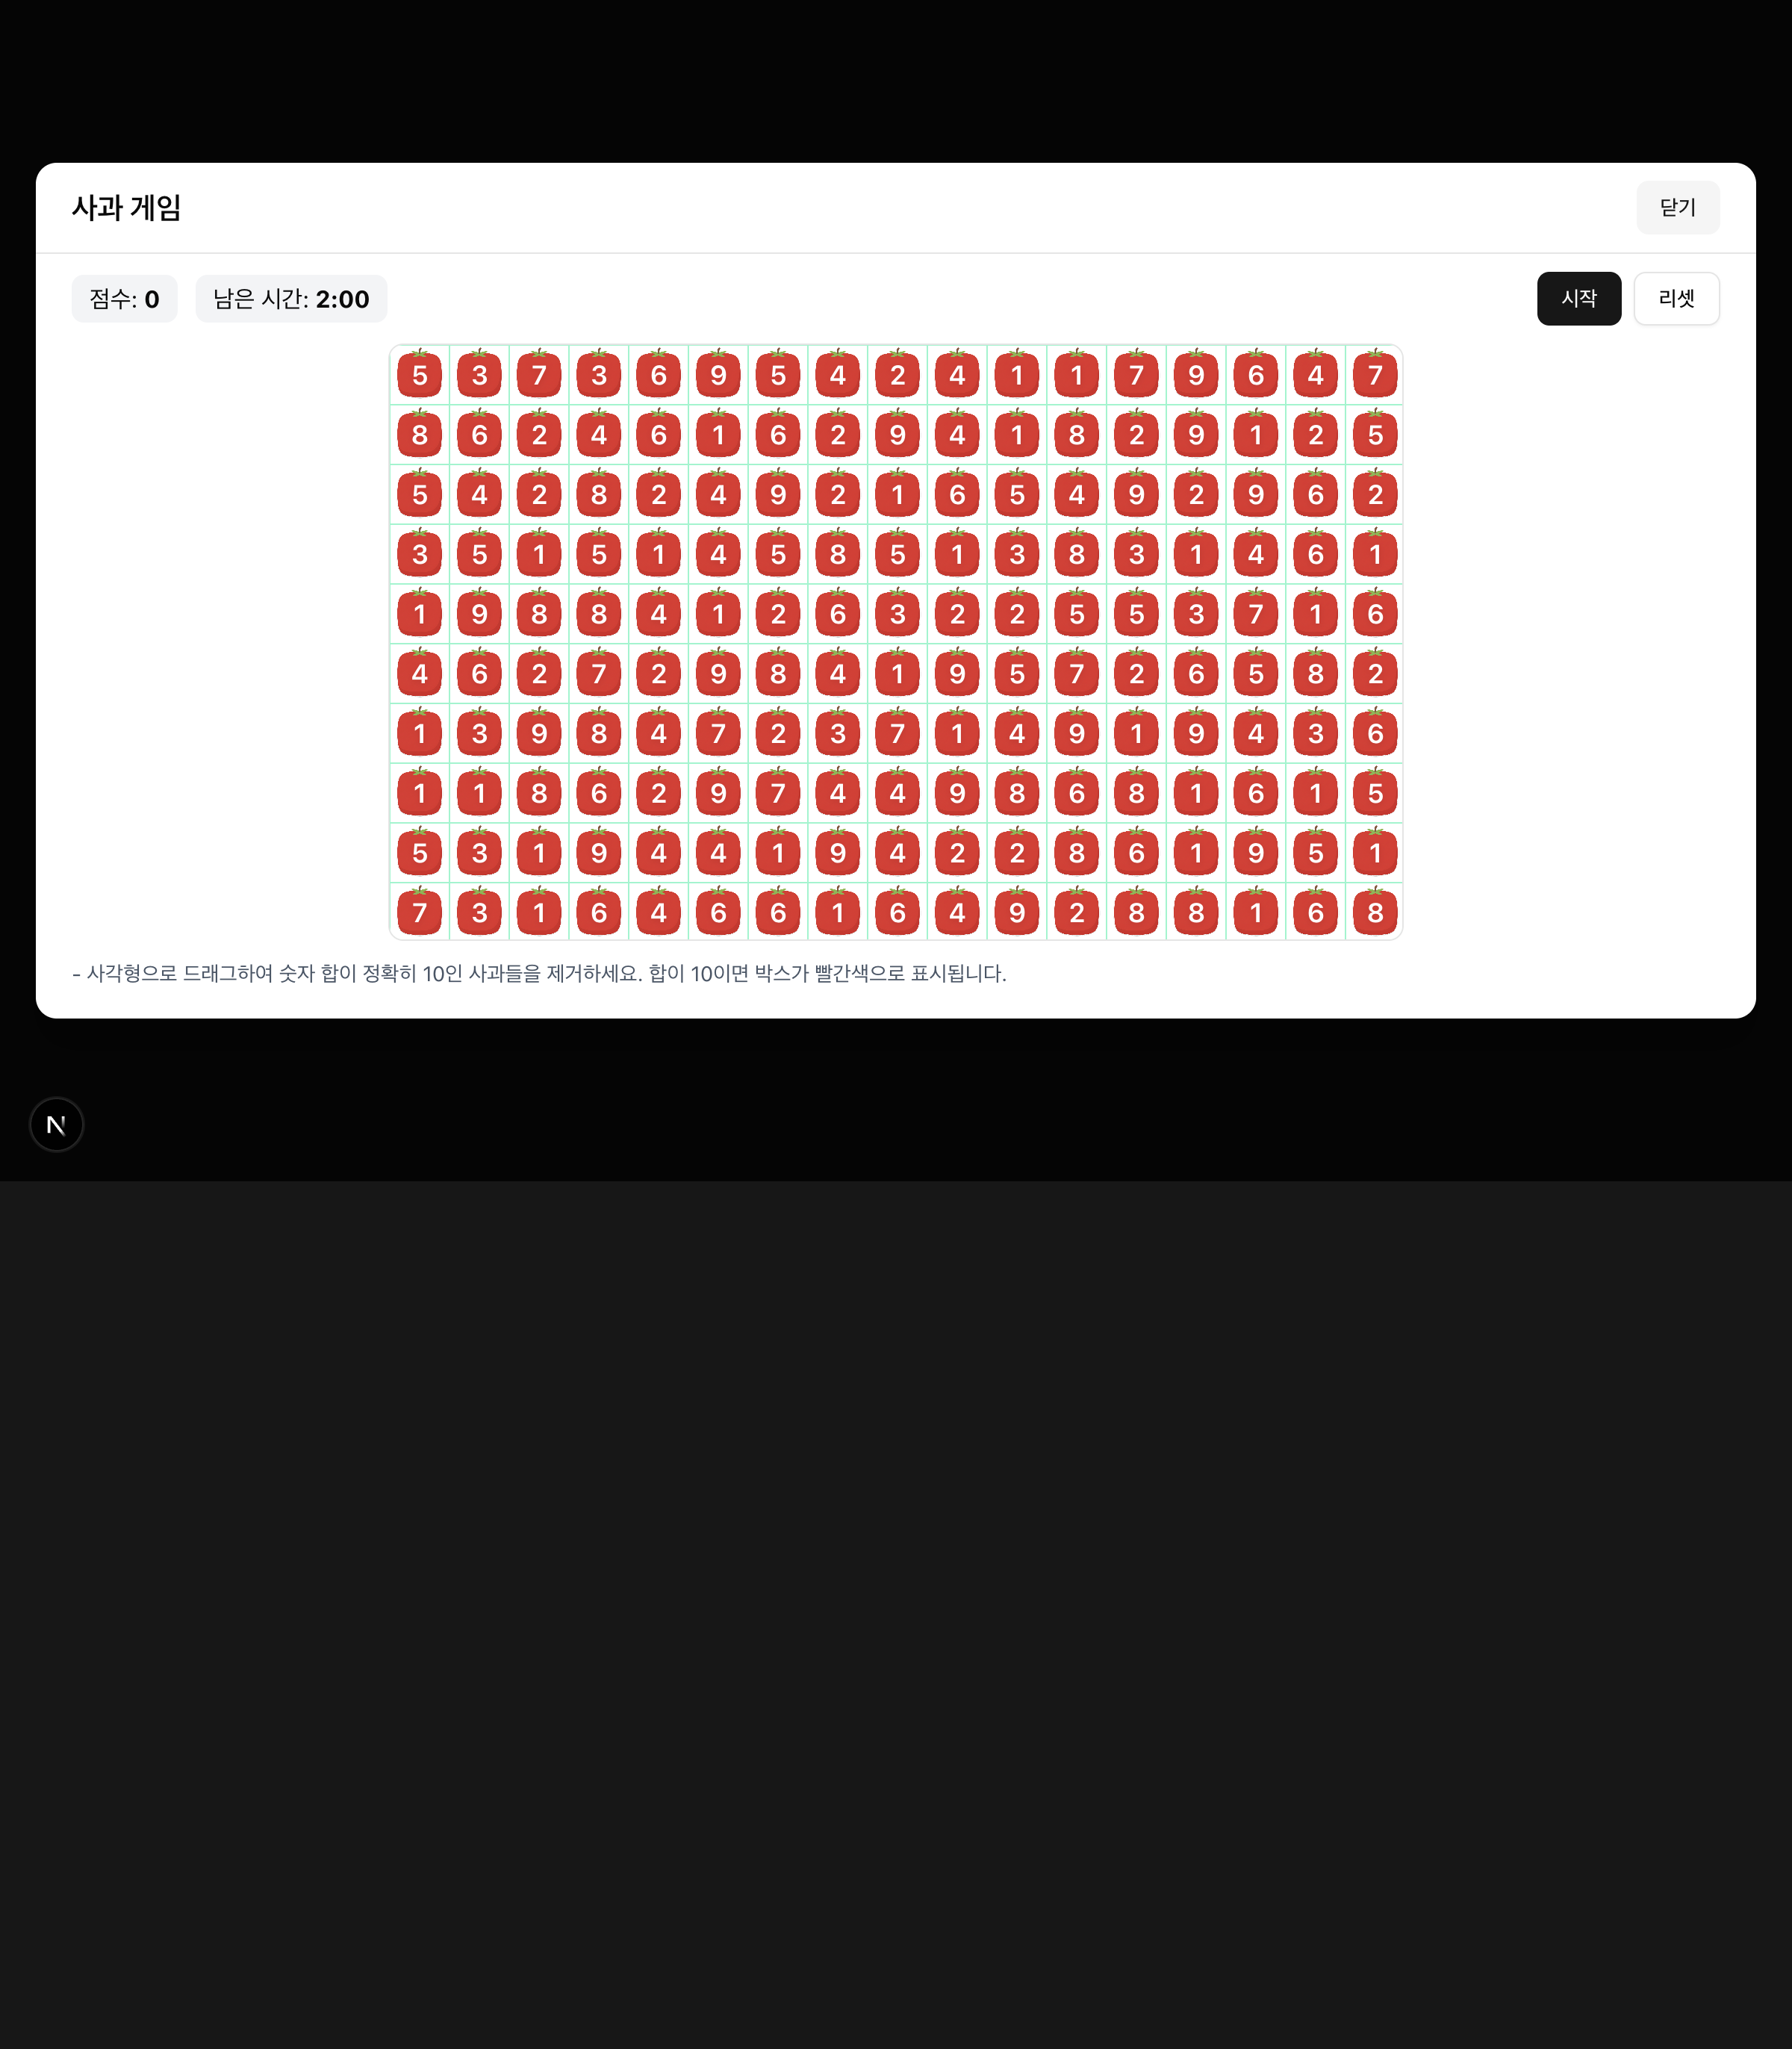 사과 게임
닫기
점수: 0 남은 시간: 2:00
시작 리셋
5 3 7 3 6 9 5 4 2 4 1 1 7 9 6 4 7
8 6 2 4 6 1 6 2 9 4 1 8 2 9 1 2 5
5 4 2 8 2 4 9 2 1 6 5 4 9 2 9 6 2
3 5 1 5 1 4 5 8 5 1 3 8 3 1 4 6 1
1 9 8 8 4 1 2 6 3 2 2 5 5 3 7 1 6
4 6 2 7 2 9 8 4 1 9 5 7 2 6 5 8 2
1 3 9 8 4 7 2 3 7 1 4 9 1 9 4 3 6
1 1 8 6 2 9 7 4 4 9 8 6 8 1 6 1 5
5 3 1 9 4 4 1 9 4 2 2 8 6 1 9 5 1
7 3 1 6 4 6 6 1 6 4 9 2 8 8 1 6 8
- 사각형으로 드래그하여 숫자 합이 정확히 10인 사과들을 제거하세요. 합이 10이면 박스가 빨간색으로 표시됩니다.
N